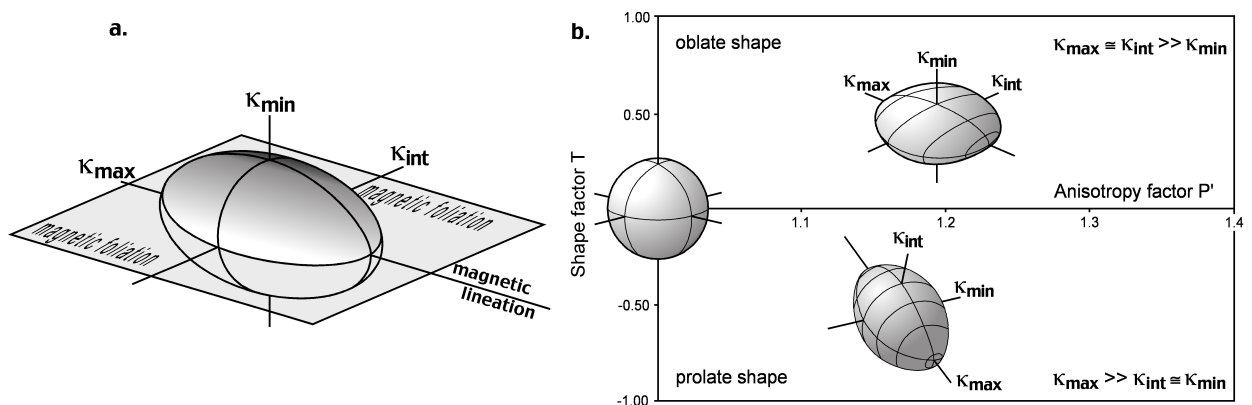 a.
κmin
κmax
κint
magnetic foliation
magnetic foliation
magnetic
lineation
b.
1.00
0.50
-0.50
-1.00
Shape factor T
oblate shape
κmax ≅ κint >> κmin
κmin
κmax
κint
Anisotropy factor P'
1.1
1.2
1.3
1.4
κint
κmin
κmax
prolate shape
κmax >> κint ≅ κmin